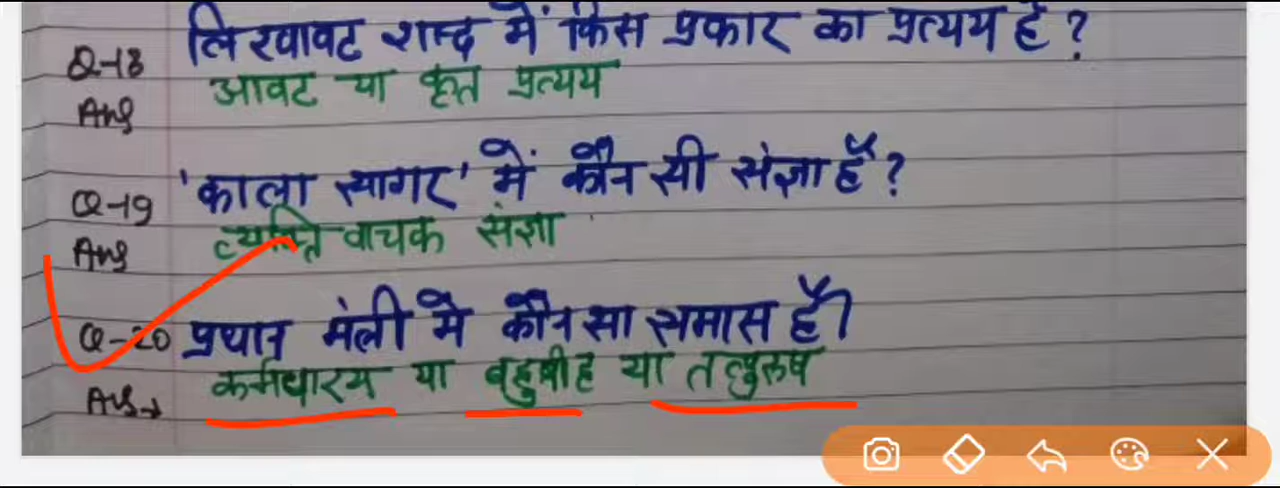 Q-18 लिखावट शब्द में किस प्रकार का प्रत्यय है ?
Ans आवट या कृत प्रत्यय
Q-19 'काला सागर' में कौन सी संज्ञा है ?
Ans व्यक्ति वाचक संज्ञा
Q-20 प्रधान मंत्री मे कौन सा समास है।
Ans→ कर्मधारय या बहुब्रीह या तत्पुरुष